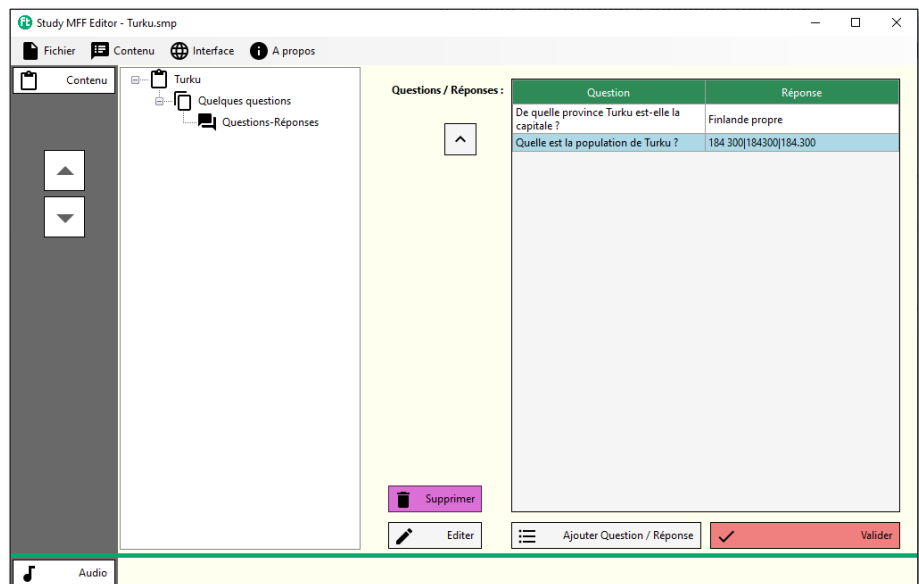 Study MFF Editor - Turku.smp
Fichier Contenu Interface A propos
Contenu
Turku
Quelques questions
Questions-Réponses
Questions / Réponses :
Question Réponse
De quelle province Turku est-elle la
capitale ?
Finlande propre
Quelle est la population de Turku ? 184 300|184300|184.300
Supprimer
Editer Ajouter Question / Réponse Valider
Audio